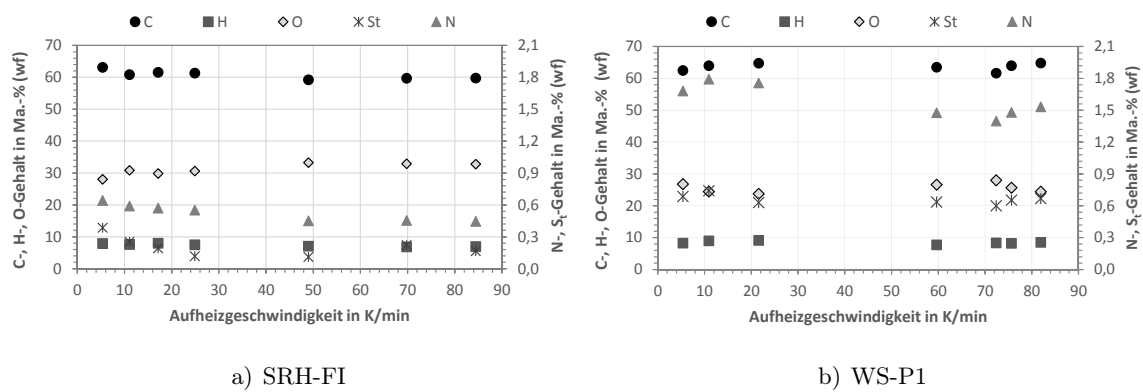 C H O St N
C-, H-, O-Gehalt in Ma.-% (wf)
70
60
50
40
30
20
10
0
2,1
1,8
1,5
1,2
0,9
0,6
0,3
0,0
N-, St-Gehalt in Ma.-% (wf)
0 10 20 30 40 50 60 70 80 90
Aufheizgeschwindigkeit in K/min
a) SRH-FI
C H O St N
C-, H-, O-Gehalt in Ma.-% (wf)
70
60
50
40
30
20
10
0
2,1
1,8
1,5
1,2
0,9
0,6
0,3
0,0
N-, St-Gehalt in Ma.-% (wf)
0 10 20 30 40 50 60 70 80 90
Aufheizgeschwindigkeit in K/min
b) WS-P1